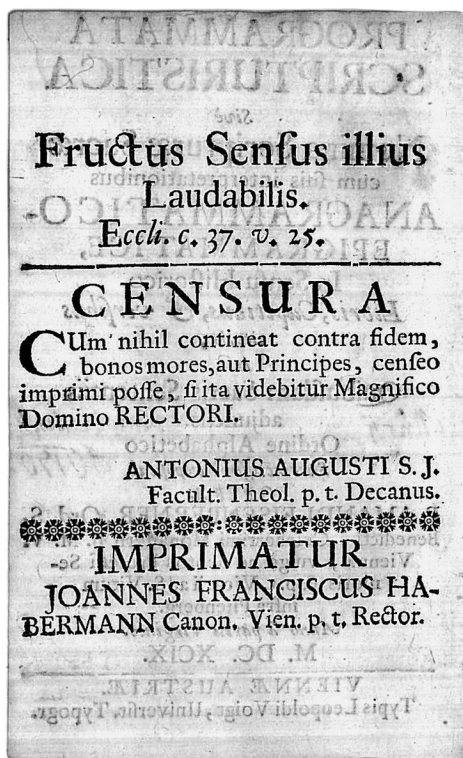 Fructus Sensus illius
Laudabilis.
Eccli. c. 37. v. 25.
CENSURA
CUm nihil contineat contra fidem,
bonos mores, aut Principes, censeo
imprimi posse, si ita videbitur Magnifico
Domino RECTORI.
ANTONIUS AUGUSTI S. J.
Facult. Theol. p. t. Decanus.
IMPRIMATUR
JOANNES FRANCISCUS HA-
BERMANN Canon. Vien. p. t. Rector.